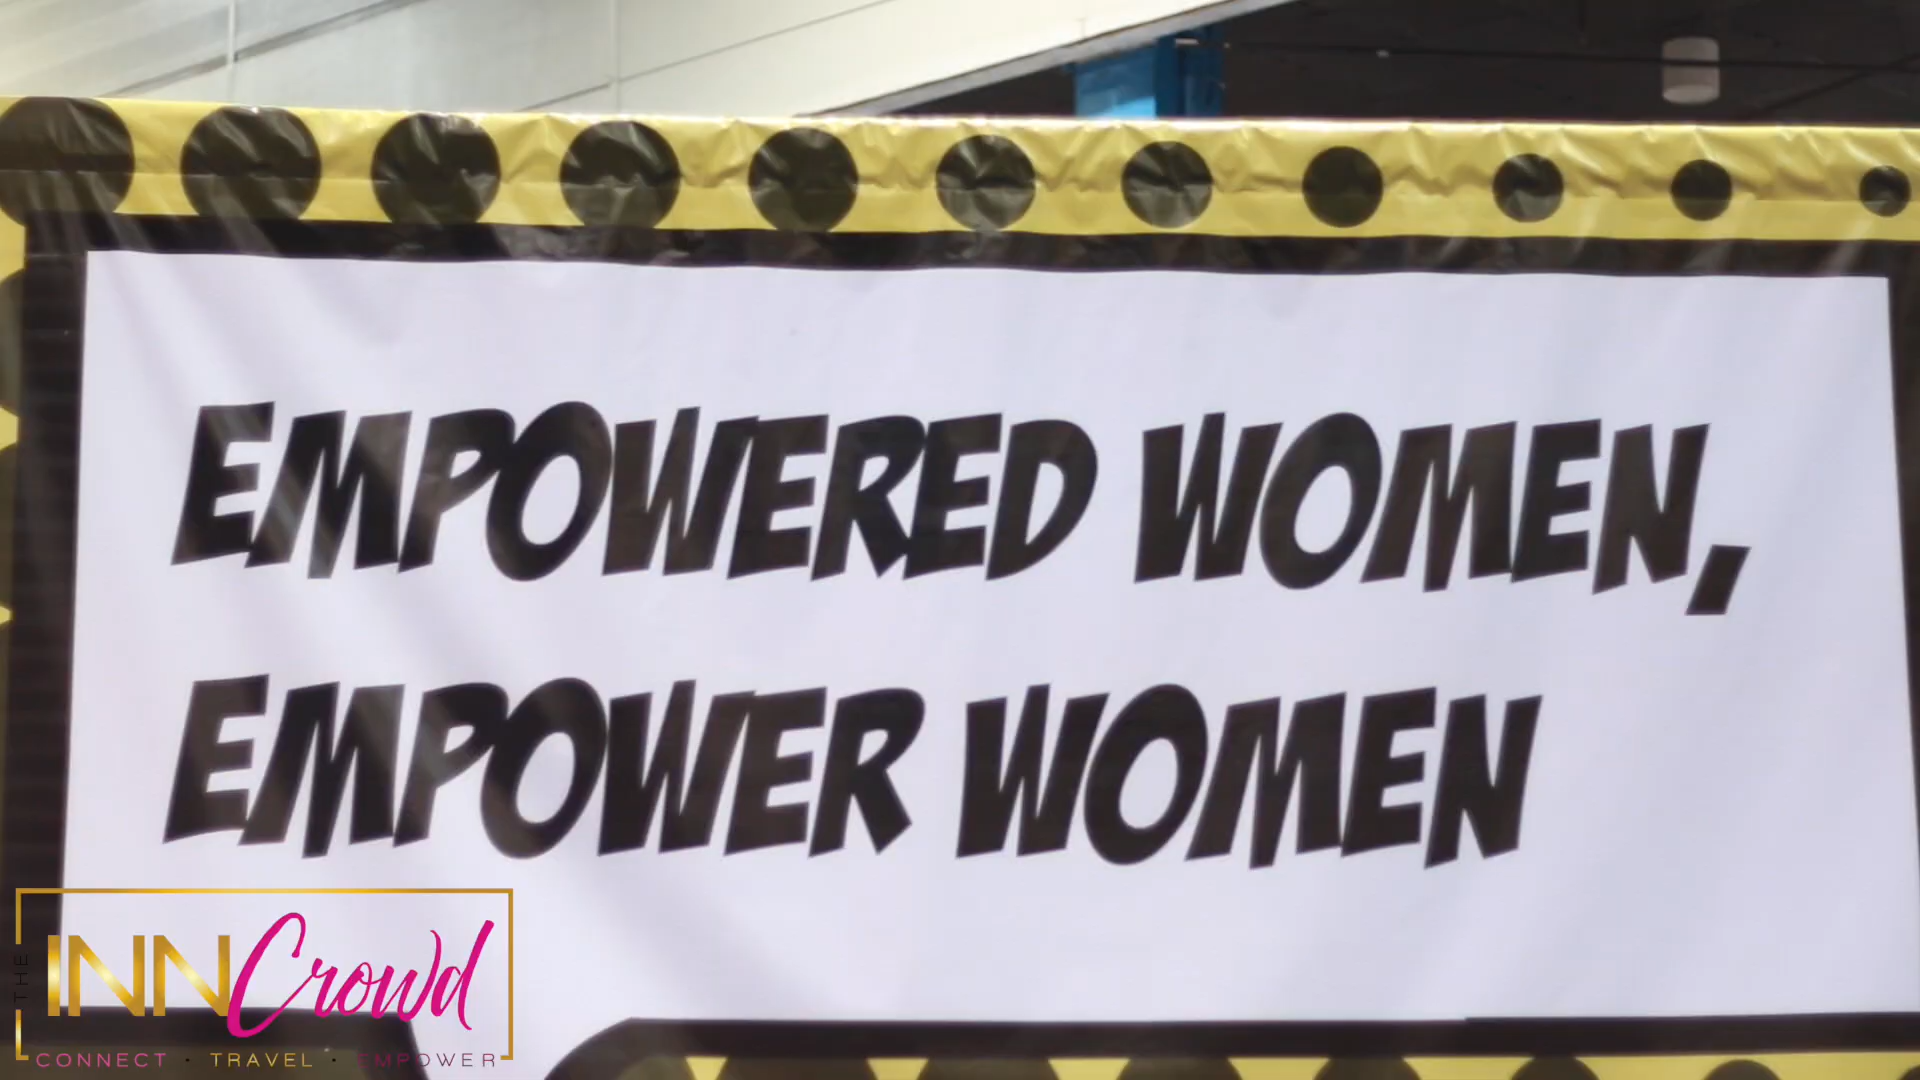 EMPOWERED WOMEN,
EMPOWER WOMEN
THE
INNCrowd
CONNECT · TRAVEL · EMPOWER